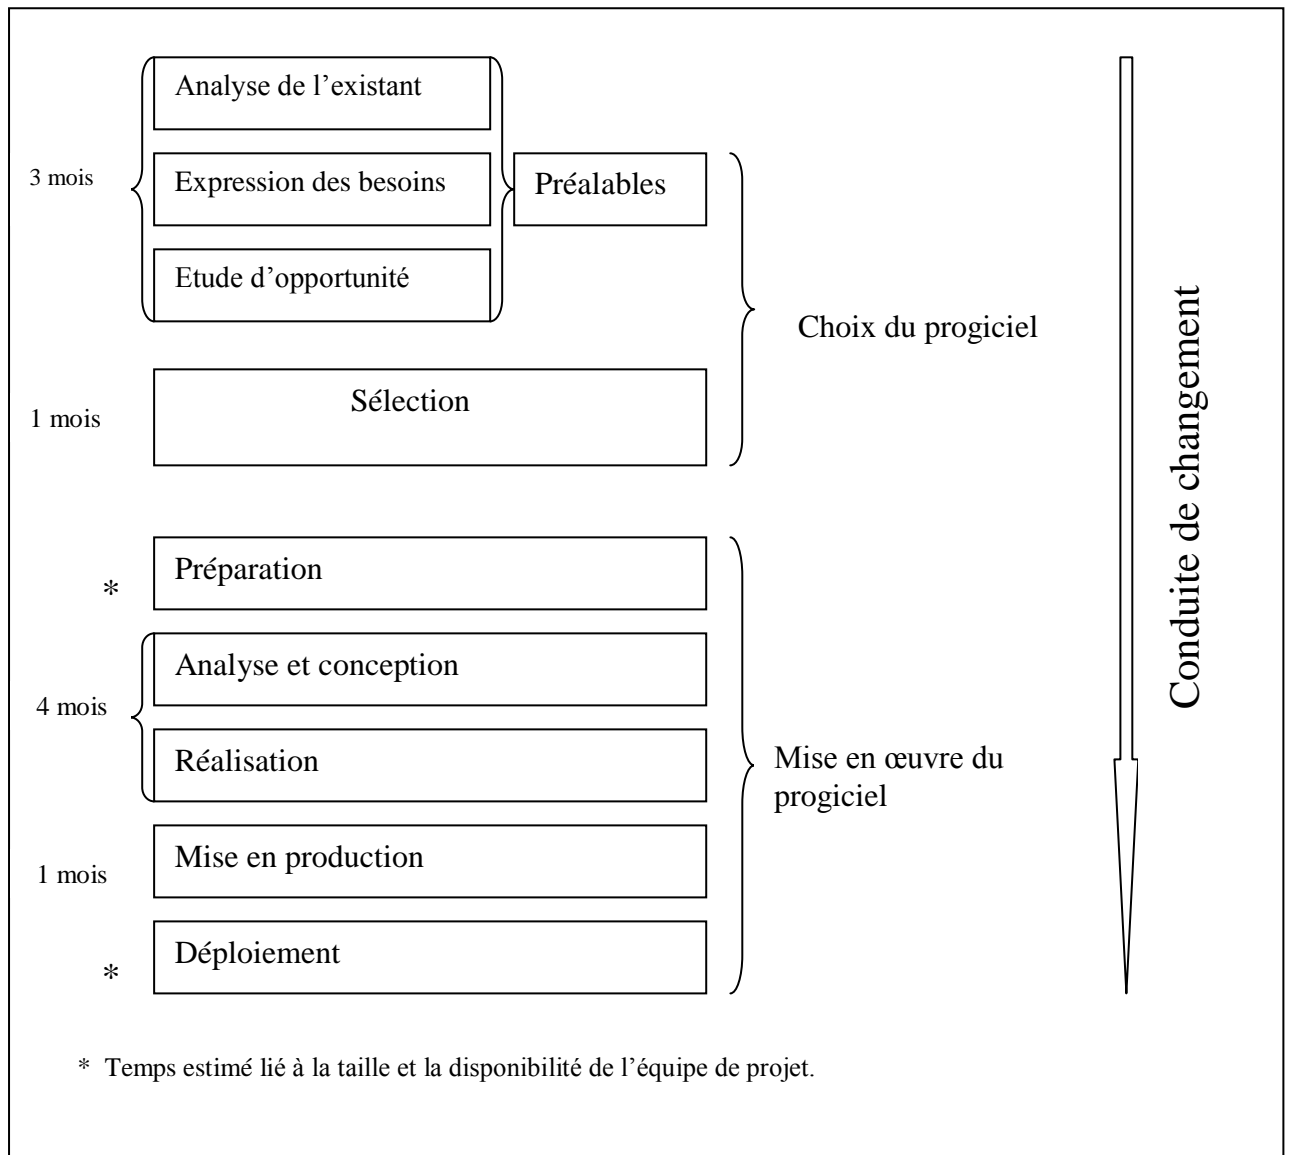 Analyse de l’existant
3 mois
Expression des besoins
Préalables
Etude d’opportunité
Choix du progiciel
1 mois
Sélection
Conduite de changement
Préparation
*
Analyse et conception
4 mois
Réalisation
Mise en œuvre du
progiciel
Mise en production
1 mois
Déploiement
*
* Temps estimé lié à la taille et la disponibilité de l’équipe de projet.